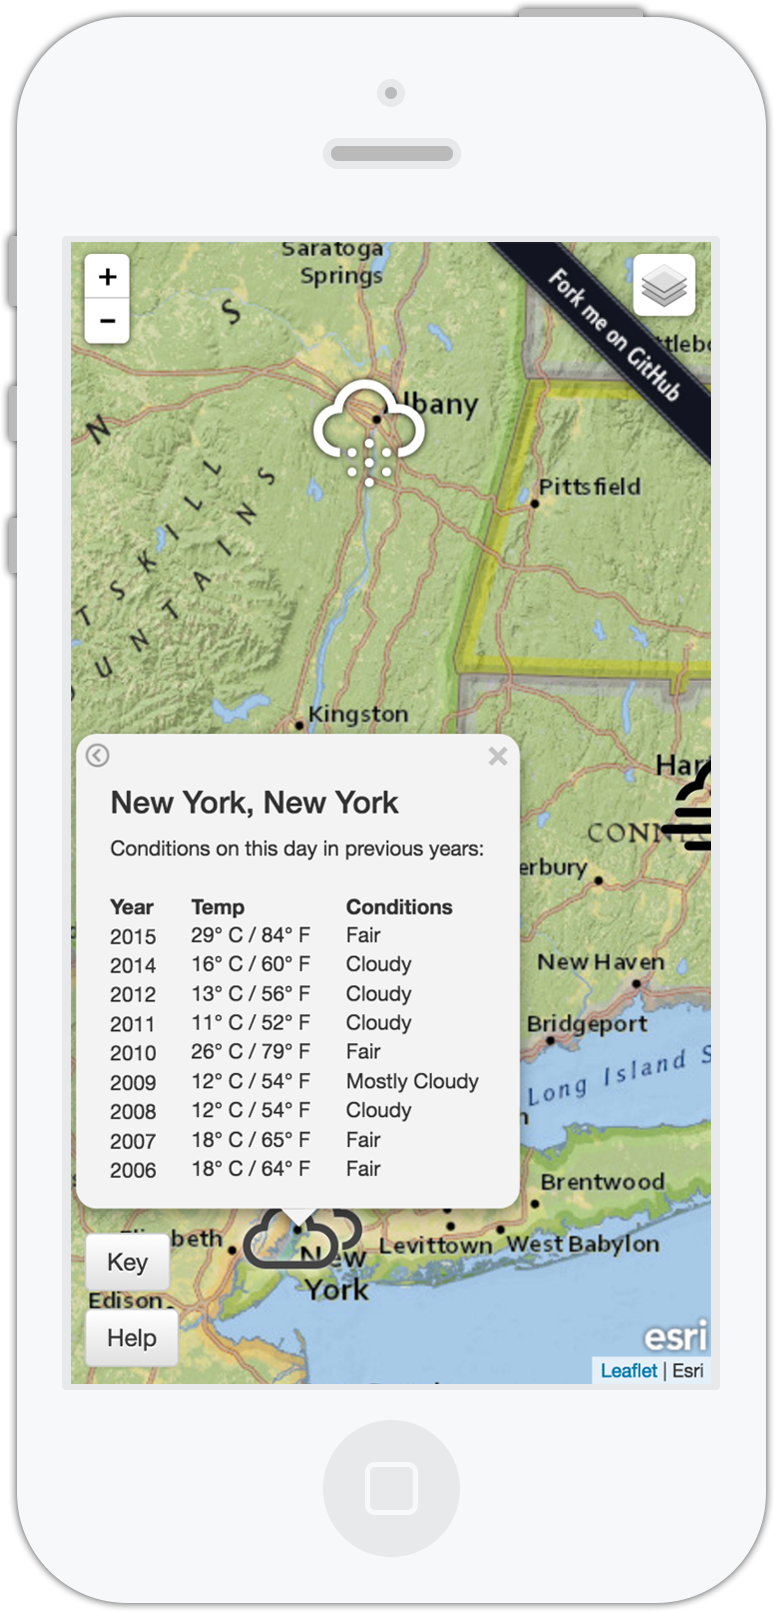 Saratoga
Springs
+
−
Fork me on GitHub
ttlebo
S
Albany
N
Pittsfield
TSKILL
OUNTAINS
Kingston
Har
CONNEC
New York, New York
Conditions on this day in previous years:
Year Temp Conditions
2015 29° C / 84° F Fair
2014 16° C / 60° F Cloudy
2012 13° C / 56° F Cloudy
2011 11° C / 52° F Cloudy
2010 26° C / 79° F Fair
2009 12° C / 54° F Mostly Cloudy
2008 12° C / 54° F Cloudy
2007 18° C / 65° F Fair
2006 18° C / 64° F Fair
erbury
New Haven
Bridgeport
Long Island S
n
Brentwood
Elizabeth
Levittown
West Babylon
New
York
Key
Edison
Help
esri
Leaflet | Esri